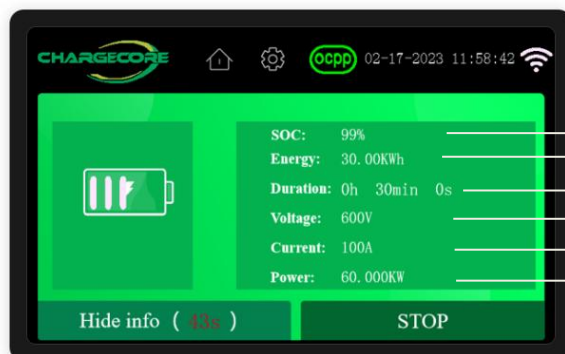 CHARGECORE
ocpp 02-17-2023 11:58:42
SOC: 99%
Energy: 30.00KWh
Duration: 0h 30min 0s
Voltage: 600V
Current: 100A
Power: 60.000KW
Hide info ( 43s ) STOP